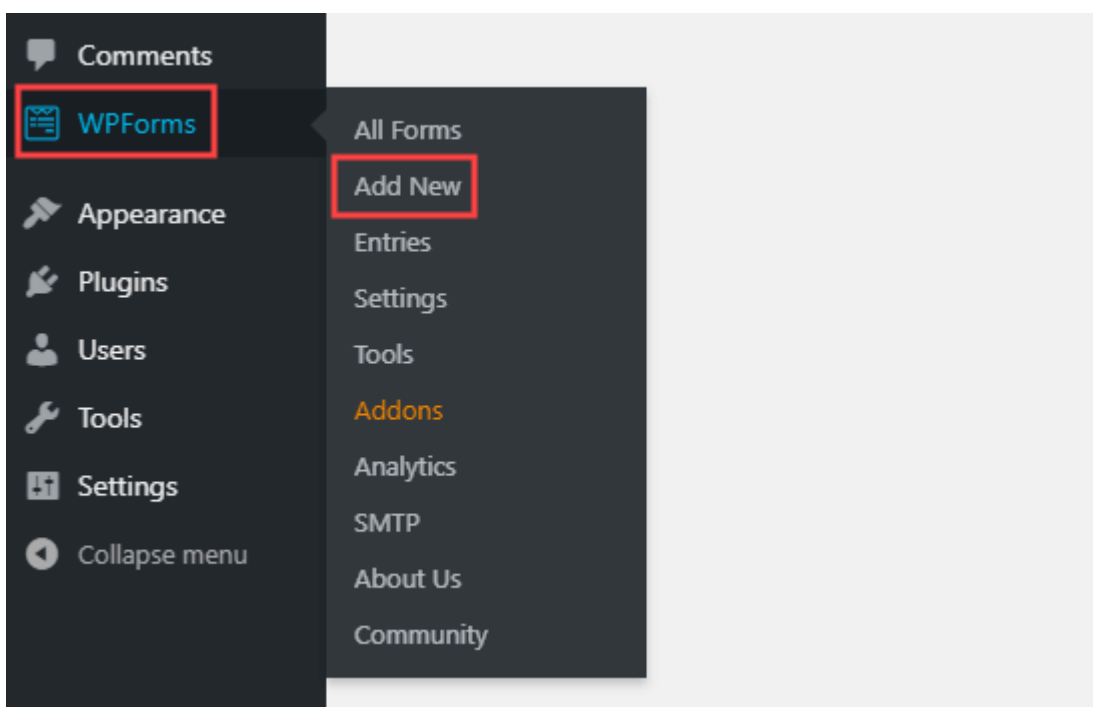 Comments
WPForms
Appearance
Plugins
Users
Tools
Settings
Collapse menu
All Forms
Add New
Entries
Settings
Tools
Addons
Analytics
SMTP
About Us
Community